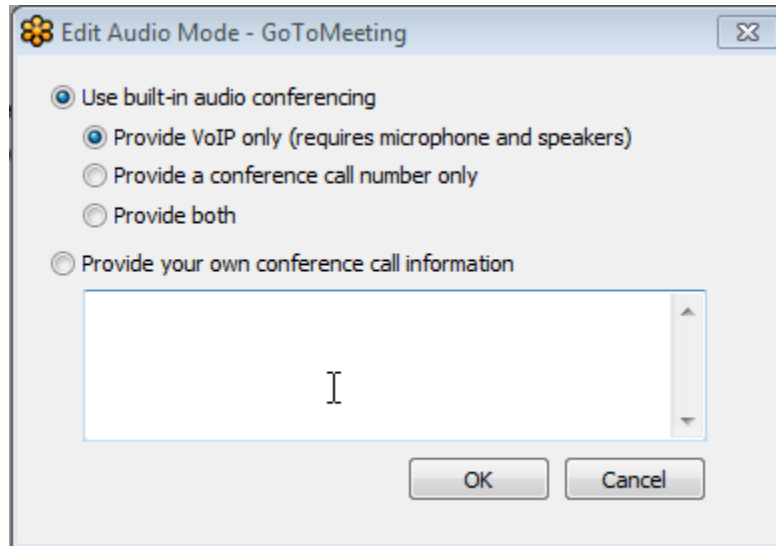 Edit Audio Mode - GoToMeeting
Use built-in audio conferencing
Provide VoIP only (requires microphone and speakers)
Provide a conference call number only
Provide both
Provide your own conference call information
OK Cancel